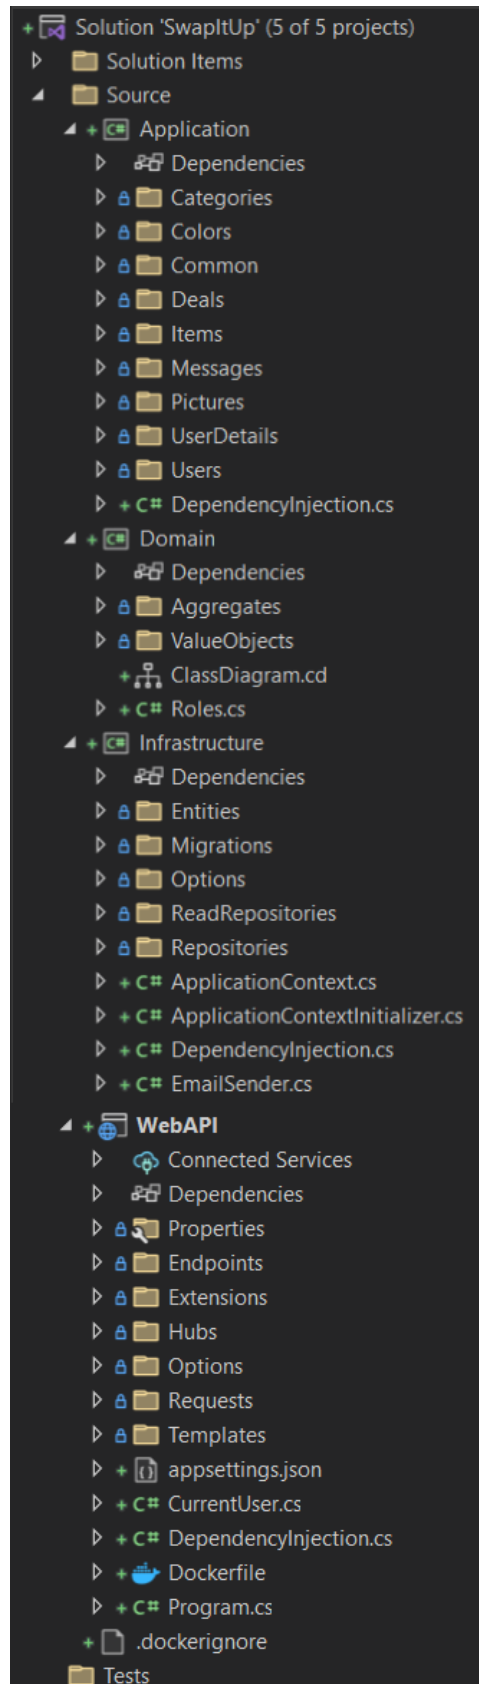 Solution 'SwapItUp' (5 of 5 projects)
Solution Items
Source
Application
Dependencies
Categories
Colors
Common
Deals
Items
Messages
Pictures
UserDetails
Users
DependencyInjection.cs
Domain
Dependencies
Aggregates
ValueObjects
ClassDiagram.cd
Roles.cs
Infrastructure
Dependencies
Entities
Migrations
Options
ReadRepositories
Repositories
ApplicationContext.cs
ApplicationContextInitializer.cs
DependencyInjection.cs
EmailSender.cs
WebAPI
Connected Services
Dependencies
Properties
Endpoints
Extensions
Hubs
Options
Requests
Templates
appsettings.json
CurrentUser.cs
DependencyInjection.cs
Dockerfile
Program.cs
.dockerignore
Tests